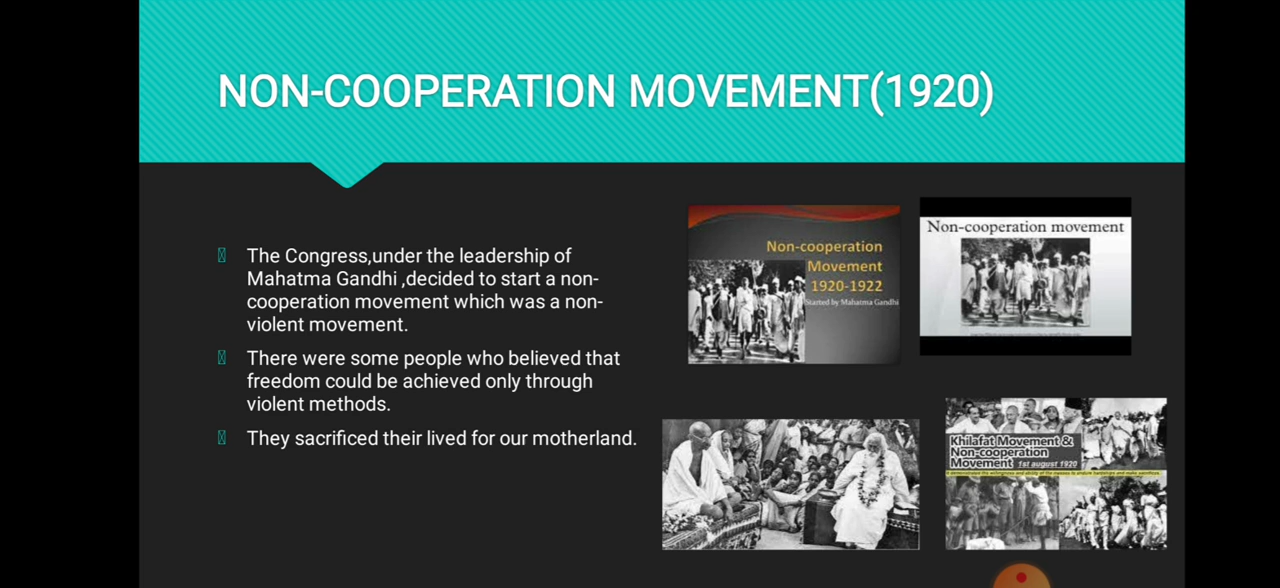 NON-COOPERATION MOVEMENT(1920)
The Congress,under the leadership of
Mahatma Gandhi ,decided to start a non-
cooperation movement which was a non-
violent movement.
There were some people who believed that
freedom could be achieved only through
violent methods.
They sacrificed their lived for our motherland.
Non-cooperation
Movement
1920-1922
Started by Mahatma Gandhi
Non-cooperation movement
Khilafat Movement &
Non-cooperation
Movement 1st august 1920